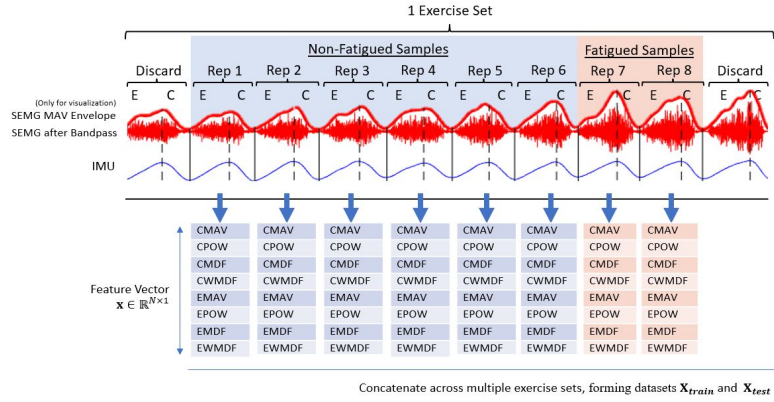 1 Exercise Set
Non-Fatigued Samples
Fatigued Samples
Discard Rep 1 Rep 2 Rep 3 Rep 4 Rep 5 Rep 6 Rep 7 Rep 8 Discard
E C E C E C E C E C E C E C E C E C E C
(Only for visualization)
SEMG MAV Envelope
SEMG after Bandpass
IMU
CMAV CMAV CMAV CMAV CMAV CMAV CMAV CMAV
CPOW CPOW CPOW CPOW CPOW CPOW CPOW CPOW
CMDF CMDF CMDF CMDF CMDF CMDF CMDF CMDF
CWMDF CWMDF CWMDF CWMDF CWMDF CWMDF CWMDF CWMDF
EMAV EMAV EMAV EMAV EMAV EMAV EMAV EMAV
EPOW EPOW EPOW EPOW EPOW EPOW EPOW EPOW
EMDF EMDF EMDF EMDF EMDF EMDF EMDF EMDF
EWMDF EWMDF EWMDF EWMDF EWMDF EWMDF EWMDF EWMDF
Feature Vector
𝐱 ∈ ℝ^{N×1}
Concatenate across multiple exercise sets, forming datasets 𝐗_{train} and 𝐗_{test}